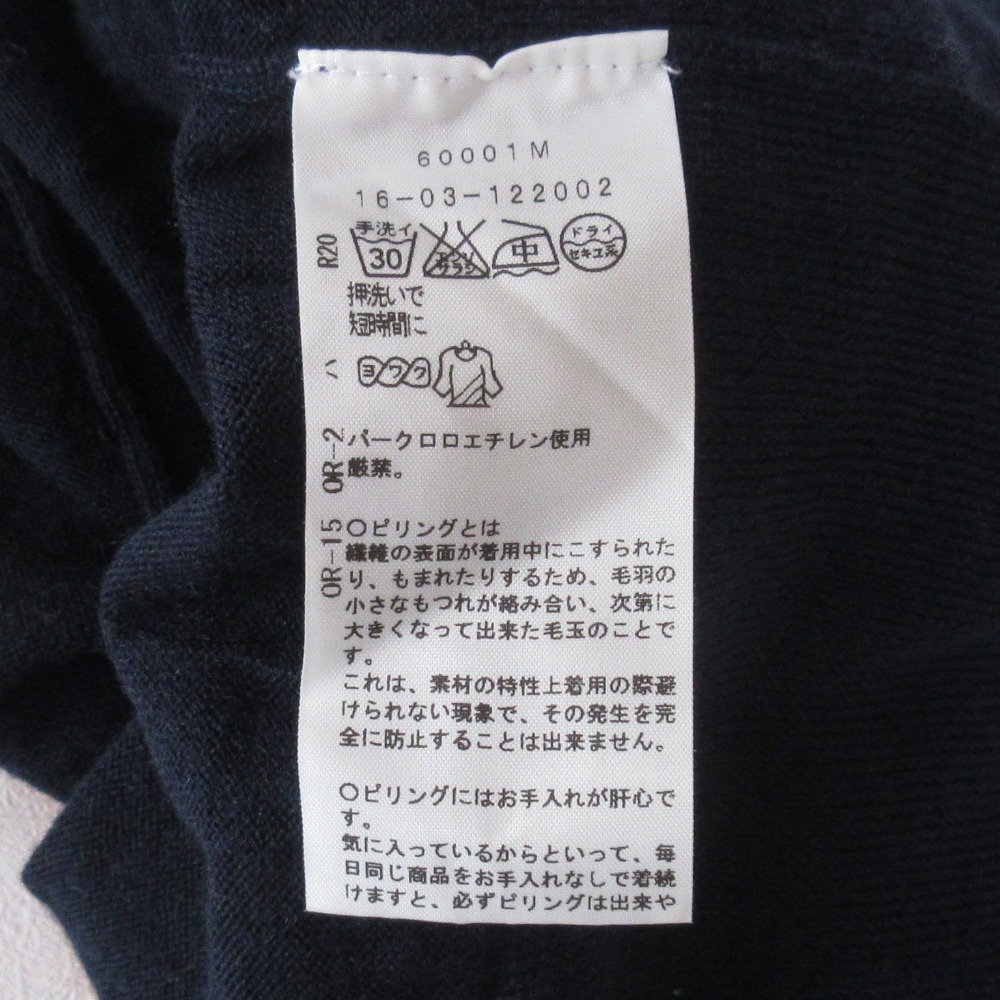 60001M
16-03-122002
R20
手洗イ
30
エンソ
サラシ
中
ドライ
セキユ系
押洗いで
短時間に
ハ
ヨワク
OR-2
パークロロエチレン使用
厳禁。
OR-15
○ピリングとは
繊維の表面が着用中にこすられた
り、もまれたりするため、毛羽の
小さなもつれが絡み合い、次第に
大きくなって出来た毛玉のことで
す。
これは、素材の特性上着用の際避
けられない現象で、その発生を完
全に防止することは出来ません。
○ピリングにはお手入れが肝心で
す。
気に入っているからといって、毎
日同じ商品をお手入れなしで着続
けますと、必ずピリングは出来や